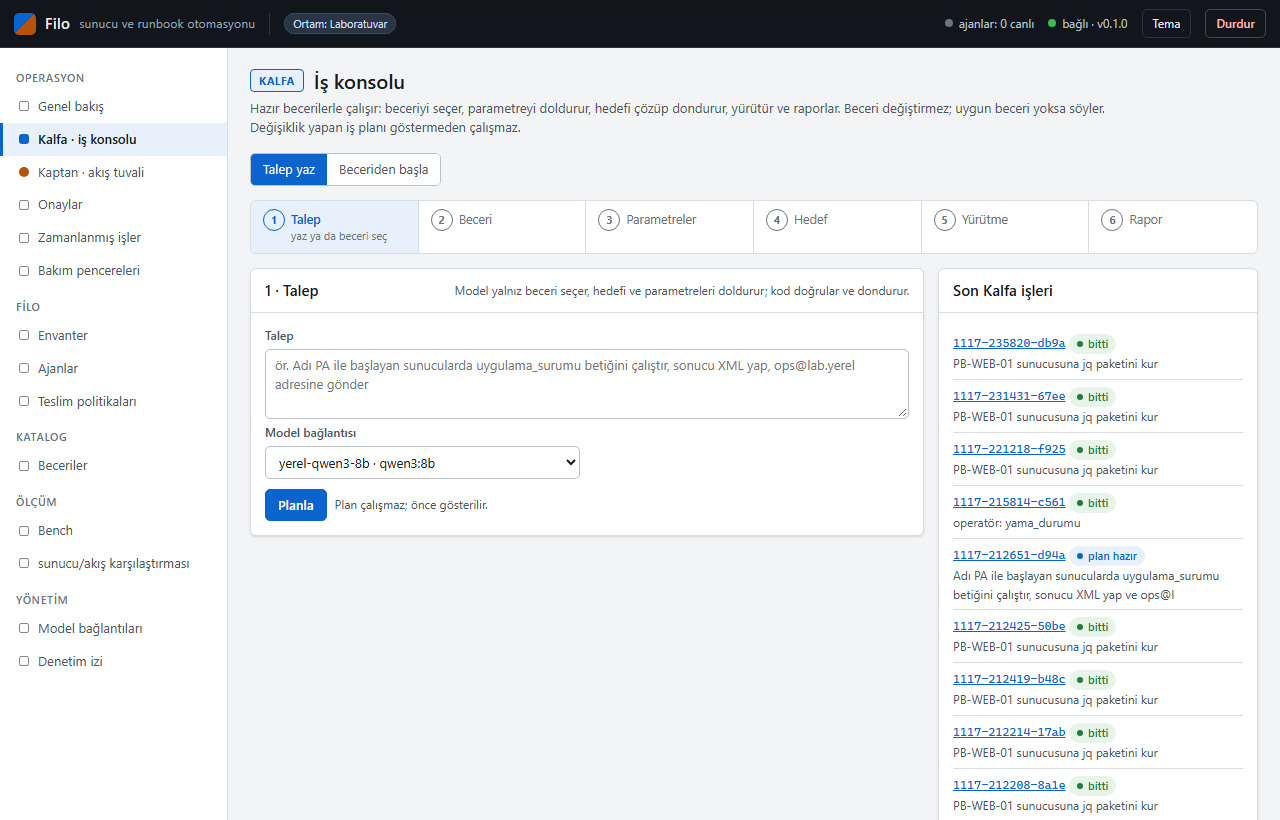 Filo sunucu ve runbook otomasyonu Ortam: Laboratuvar ajanlar: 0 canlı bağlı · v0.1.0 Tema Durdur
OPERASYON
Genel bakış
Kalfa · iş konsolu
Kaptan · akış tuvali
Onaylar
Zamanlanmış işler
Bakım pencereleri
FİLO
Envanter
Ajanlar
Teslim politikaları
KATALOG
Beceriler
ÖLÇÜM
Bench
sunucu/akış karşılaştırması
YÖNETİM
Model bağlantıları
Denetim izi
KALFA İş konsolu
Hazır becerilerle çalışır: beceriyi seçer, parametreyi doldurur, hedefi çözüp dondurur, yürütür ve raporlar. Beceri değiştirmez; uygun beceri yoksa söyler.
Değişiklik yapan iş planı göstermeden çalışmaz.
Talep yaz Beceriden başla
1 Talep
yaz ya da beceri seç
2 Beceri
3 Parametreler
4 Hedef
5 Yürütme
6 Rapor
1 · Talep Model yalnız beceri seçer, hedefi ve parametreleri doldurur; kod doğrular ve dondurur.
Talep
ör. Adı PA ile başlayan sunucularda uygulama_surumu betiğini çalıştır, sonucu XML yap, ops@lab.yerel
adresine gönder
Model bağlantısı
yerel-qwen3-8b · qwen3:8b
Planla Plan çalışmaz; önce gösterilir.
Son Kalfa işleri
1117-235820-db9a bitti
PB-WEB-01 sunucusuna jq paketini kur
1117-231431-67ee bitti
PB-WEB-01 sunucusuna jq paketini kur
1117-221218-f925 bitti
PB-WEB-01 sunucusuna jq paketini kur
1117-215814-c561 bitti
operatör: yama_durumu
1117-212651-d94a plan hazır
Adı PA ile başlayan sunucularda uygulama_surumu
betiğini çalıştır, sonucu XML yap ve ops@l
1117-212425-50be bitti
PB-WEB-01 sunucusuna jq paketini kur
1117-212419-b48c bitti
PB-WEB-01 sunucusuna jq paketini kur
1117-212214-17ab bitti
PB-WEB-01 sunucusuna jq paketini kur
1117-212208-8a1e bitti
PB-WEB-01 sunucusuna jq paketini kur